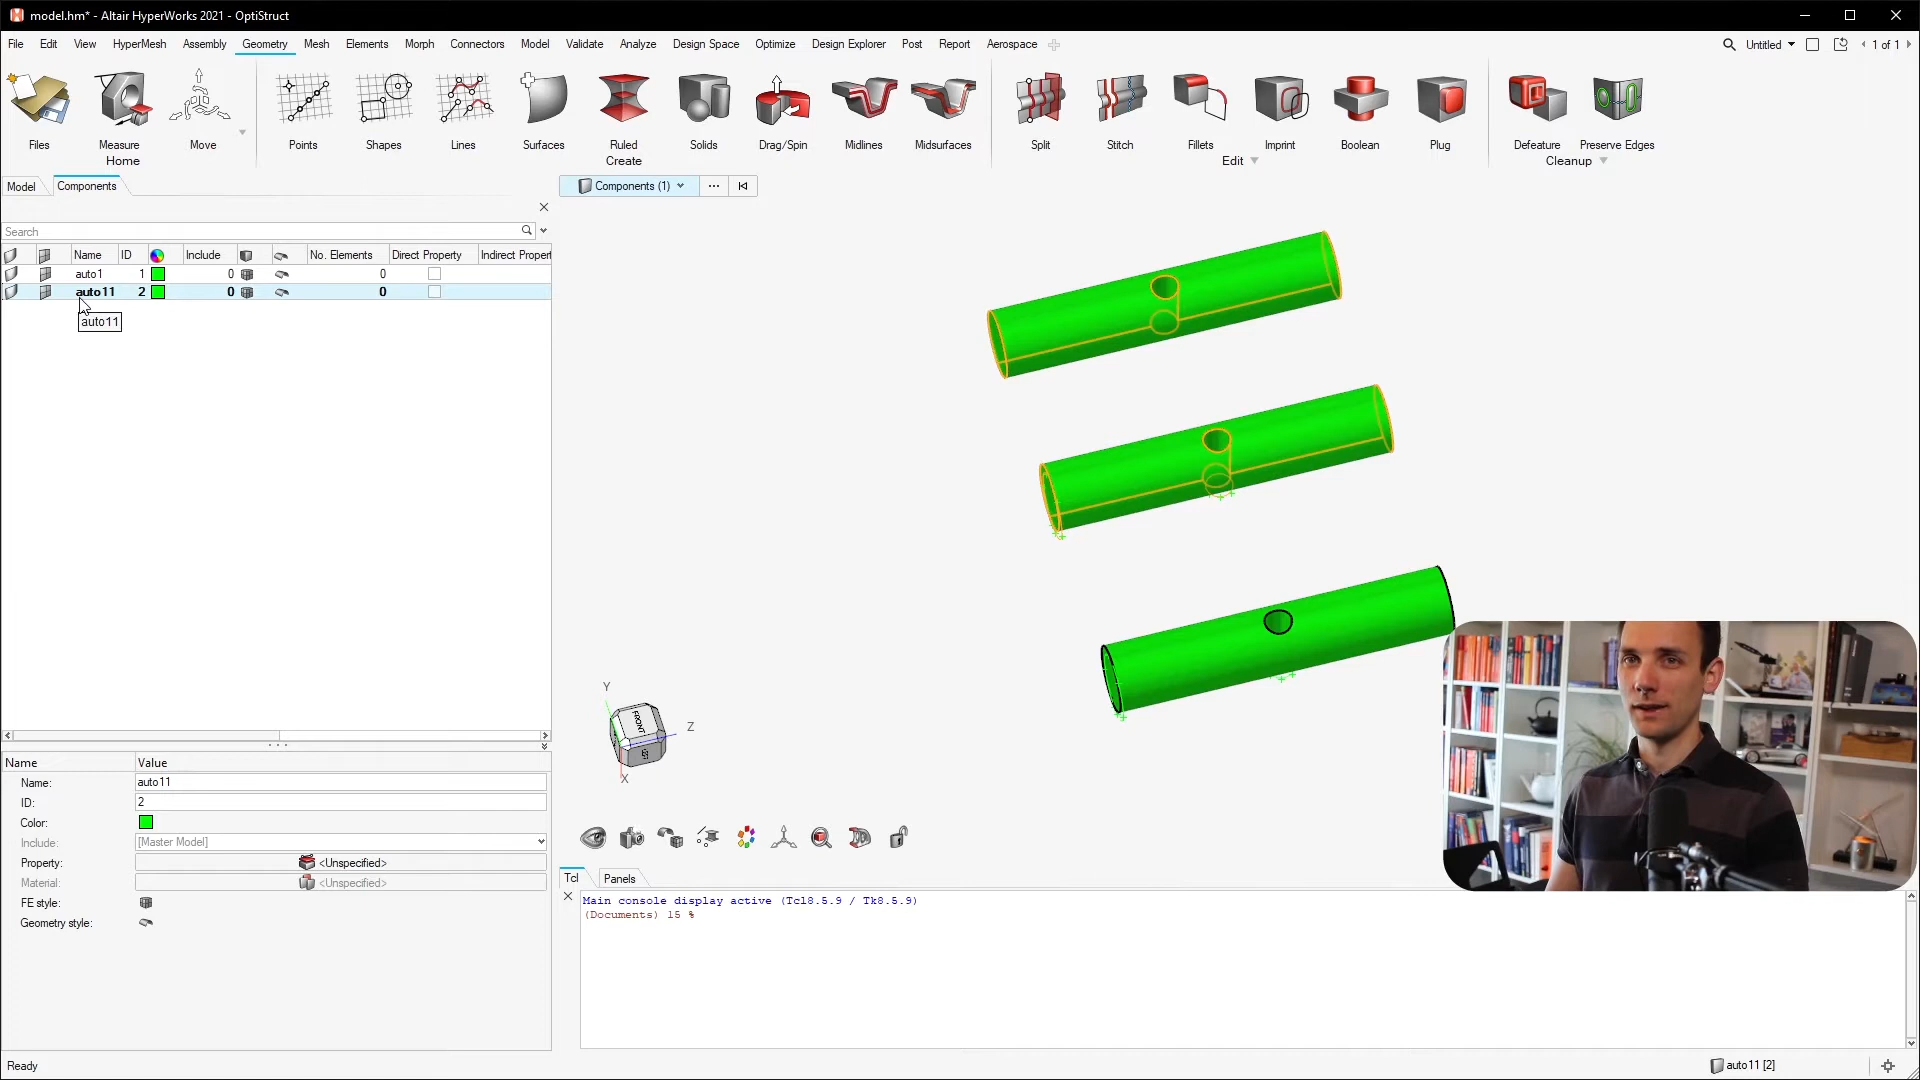 model.hm* - Altair HyperWorks 2021 - OptiStruct
File Edit View HyperMesh Assembly Geometry Mesh Elements Morph Connectors Model Validate Analyze Design Space Optimize Design Explorer Post Report Aerospace
Untitled 1 of 1
Files Measure Move Points Shapes Lines Surfaces Ruled Solids Drag/Spin Midlines Midsurfaces Split Stitch Fillets Imprint Boolean Plug Defeature Preserve Edges
Home Create Edit Cleanup
Model Components
Components (1)
Search
Name ID Include No. Elements Direct Property Indirect Propert
auto1 1 0 0
auto11 2 0 0
auto11
Y
Z
X
FRONT
Name Value
Name: auto11
ID: 2
Color:
Include: [Master Model]
Property: <Unspecified>
Material: <Unspecified>
FE style:
Geometry style:
Tcl Panels
Main console display active (Tcl8.5.9 / Tk8.5.9)
(Documents) 15 %
Ready
auto11 [2]